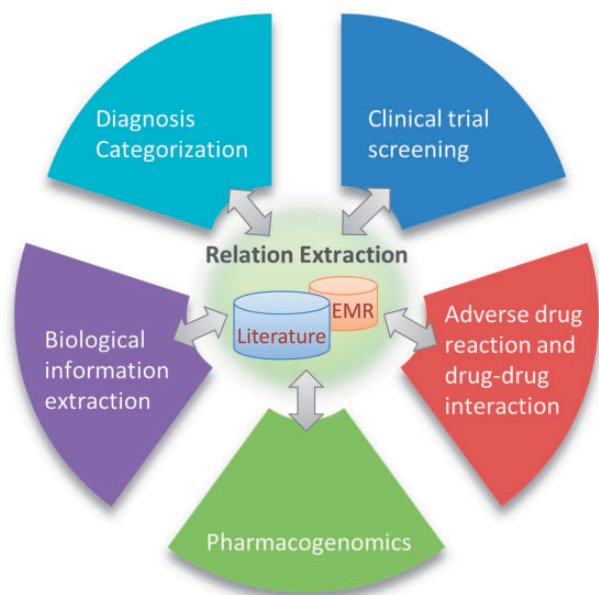 Diagnosis
Categorization
Clinical trial
screening
Relation Extraction
EMR
Literature
Biological
information
extraction
Adverse drug
reaction and
drug-drug
interaction
Pharmacogenomics